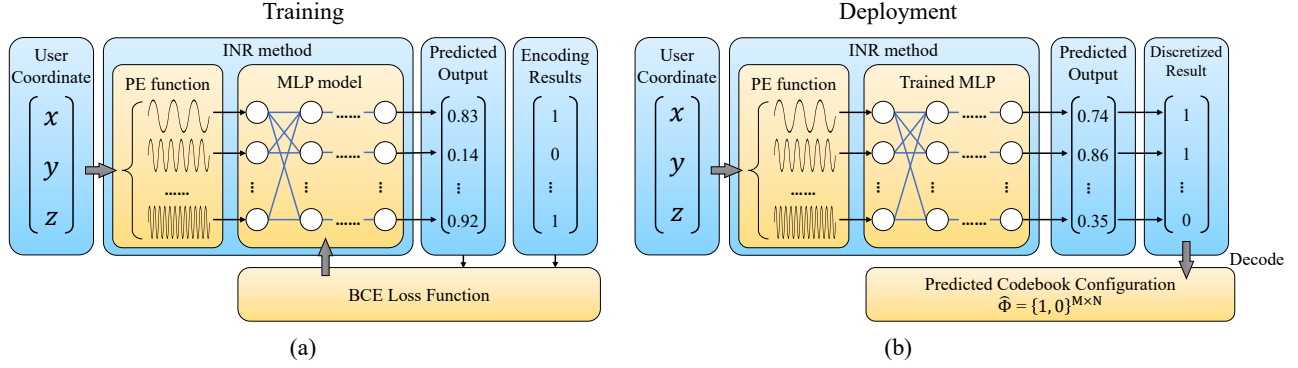 Training
User
Coordinate
x
y
z
INR method
PE function
......
MLP model
......
......
......
Predicted
Output
0.83
0.14
0.92
Encoding
Results
1
0
1
BCE Loss Function
(a)
Deployment
User
Coordinate
x
y
z
INR method
PE function
......
Trained MLP
......
......
......
Predicted
Output
0.74
0.86
0.35
Discretized
Result
1
1
0
Decode
Predicted Codebook Configuration
Φ̂ = {1, 0}ᴹˣᴺ
(b)